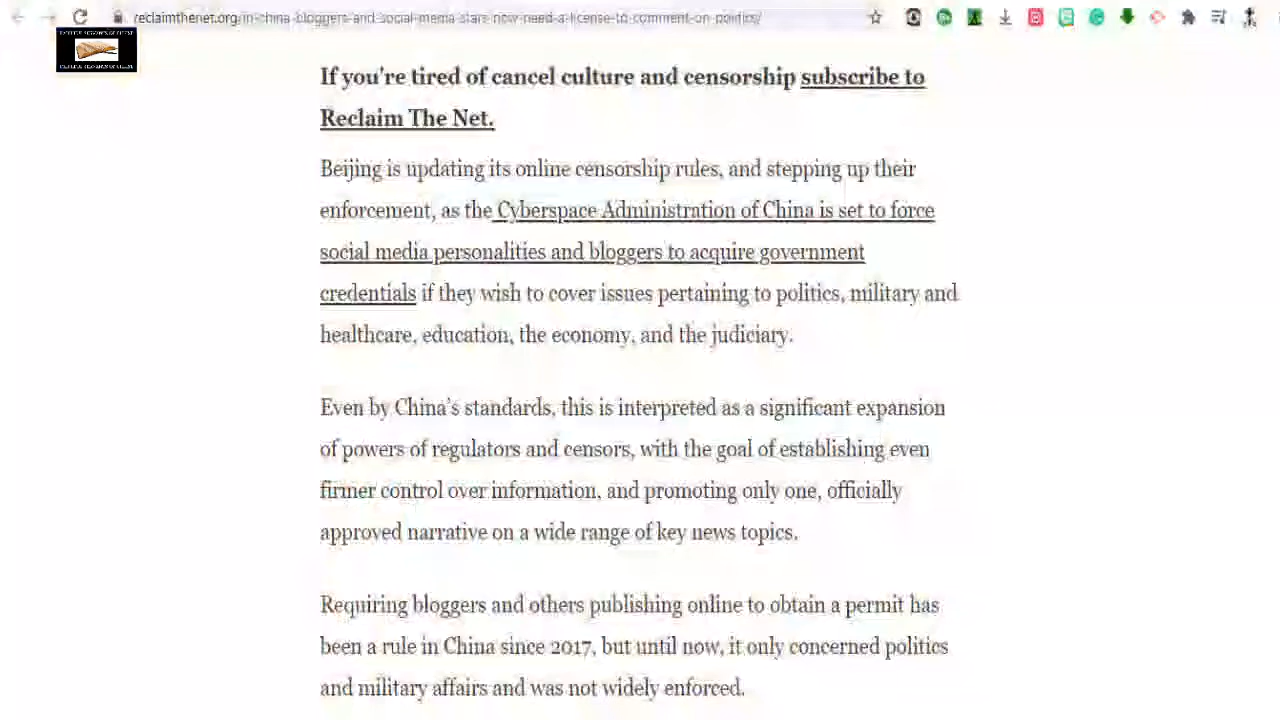 reclaimthenet.org/in-china-bloggers-and-social-media-stars-now-need-a-license-to-comment-on-politics/
If you're tired of cancel culture and censorship subscribe to
Reclaim The Net.
Beijing is updating its online censorship rules, and stepping up their
enforcement, as the Cyberspace Administration of China is set to force
social media personalities and bloggers to acquire government
credentials if they wish to cover issues pertaining to politics, military and
healthcare, education, the economy, and the judiciary.
Even by China's standards, this is interpreted as a significant expansion
of powers of regulators and censors, with the goal of establishing even
firmer control over information, and promoting only one, officially
approved narrative on a wide range of key news topics.
Requiring bloggers and others publishing online to obtain a permit has
been a rule in China since 2017, but until now, it only concerned politics
and military affairs and was not widely enforced.